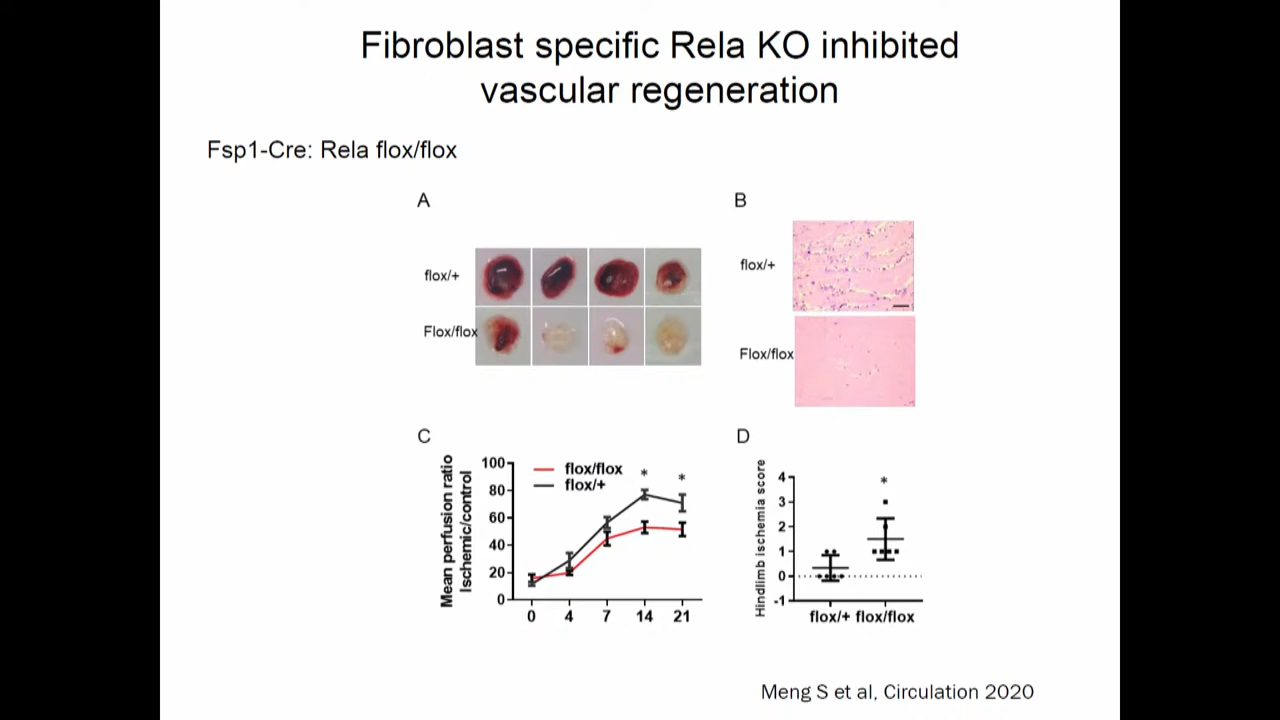 Fibroblast specific Rela KO inhibited
vascular regeneration
Fsp1-Cre: Rela flox/flox
A
flox/+
Flox/flox
B
flox/+
Flox/flox
C
Mean perfusion ratio
Ischemic/control
100
80
60
40
20
0
flox/flox
flox/+
*
*
0 4 7 14 21
D
Hindlimb ischemia score
4
3
2
1
0
-1
*
flox/+ flox/flox
Meng S et al, Circulation 2020